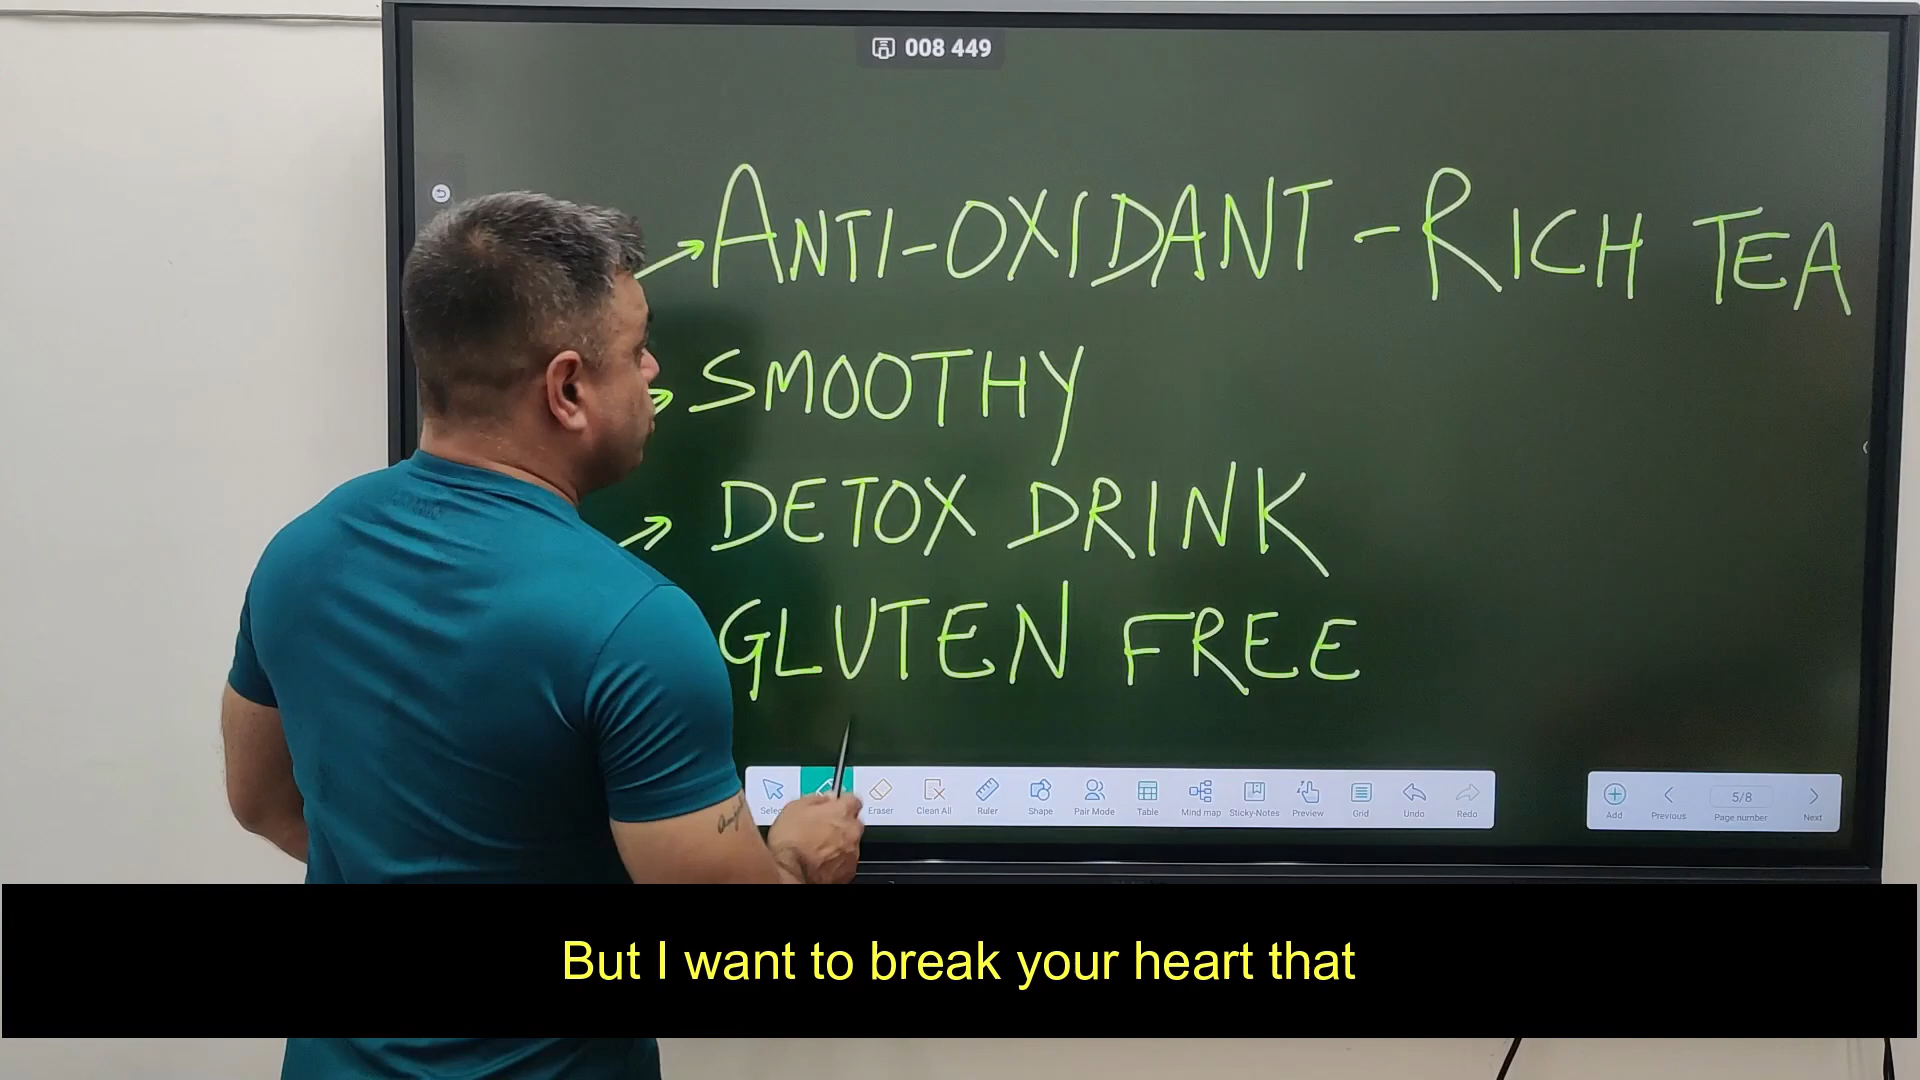 008 449
ANTI-OXIDANT-RICH TEA
SMOOTHY
DETOX DRINK
GLUTEN FREE
Eraser Clean All Ruler Shape Pair Mode Table Mind map Sticky-Notes Preview Grid Undo Redo
5/8
Add Previous Page number Next
But I want to break your heart that